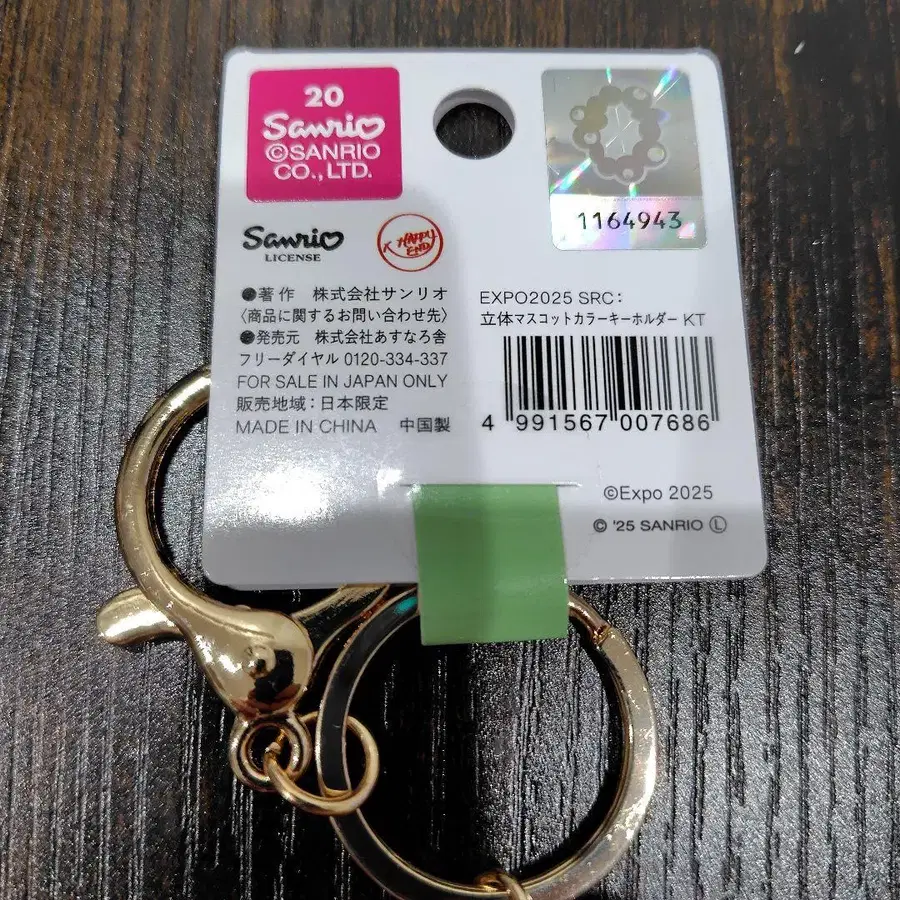 20
Sanrio
©SANRIO
CO.,LTD.
1164943
Sanrio
LICENSE
K HAPPY
END
●著作 株式会社サンリオ
〈商品に関するお問い合わせ先〉
●発売元 株式会社あすなろ舎
フリーダイヤル 0120-334-337
FOR SALE IN JAPAN ONLY
販売地域：日本限定
MADE IN CHINA 中国製
EXPO2025 SRC：
立体マスコットカラーキーホルダー KT
4 991567 007686
©Expo 2025
© '25 SANRIO Ⓛ